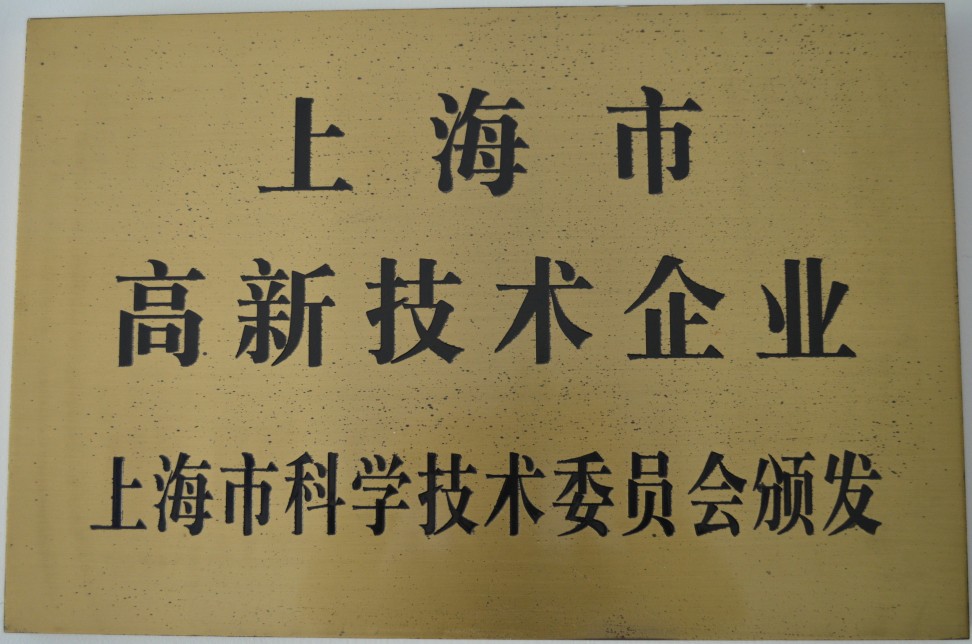 上海市
高新技术企业
上海市科学技术委员会颁发